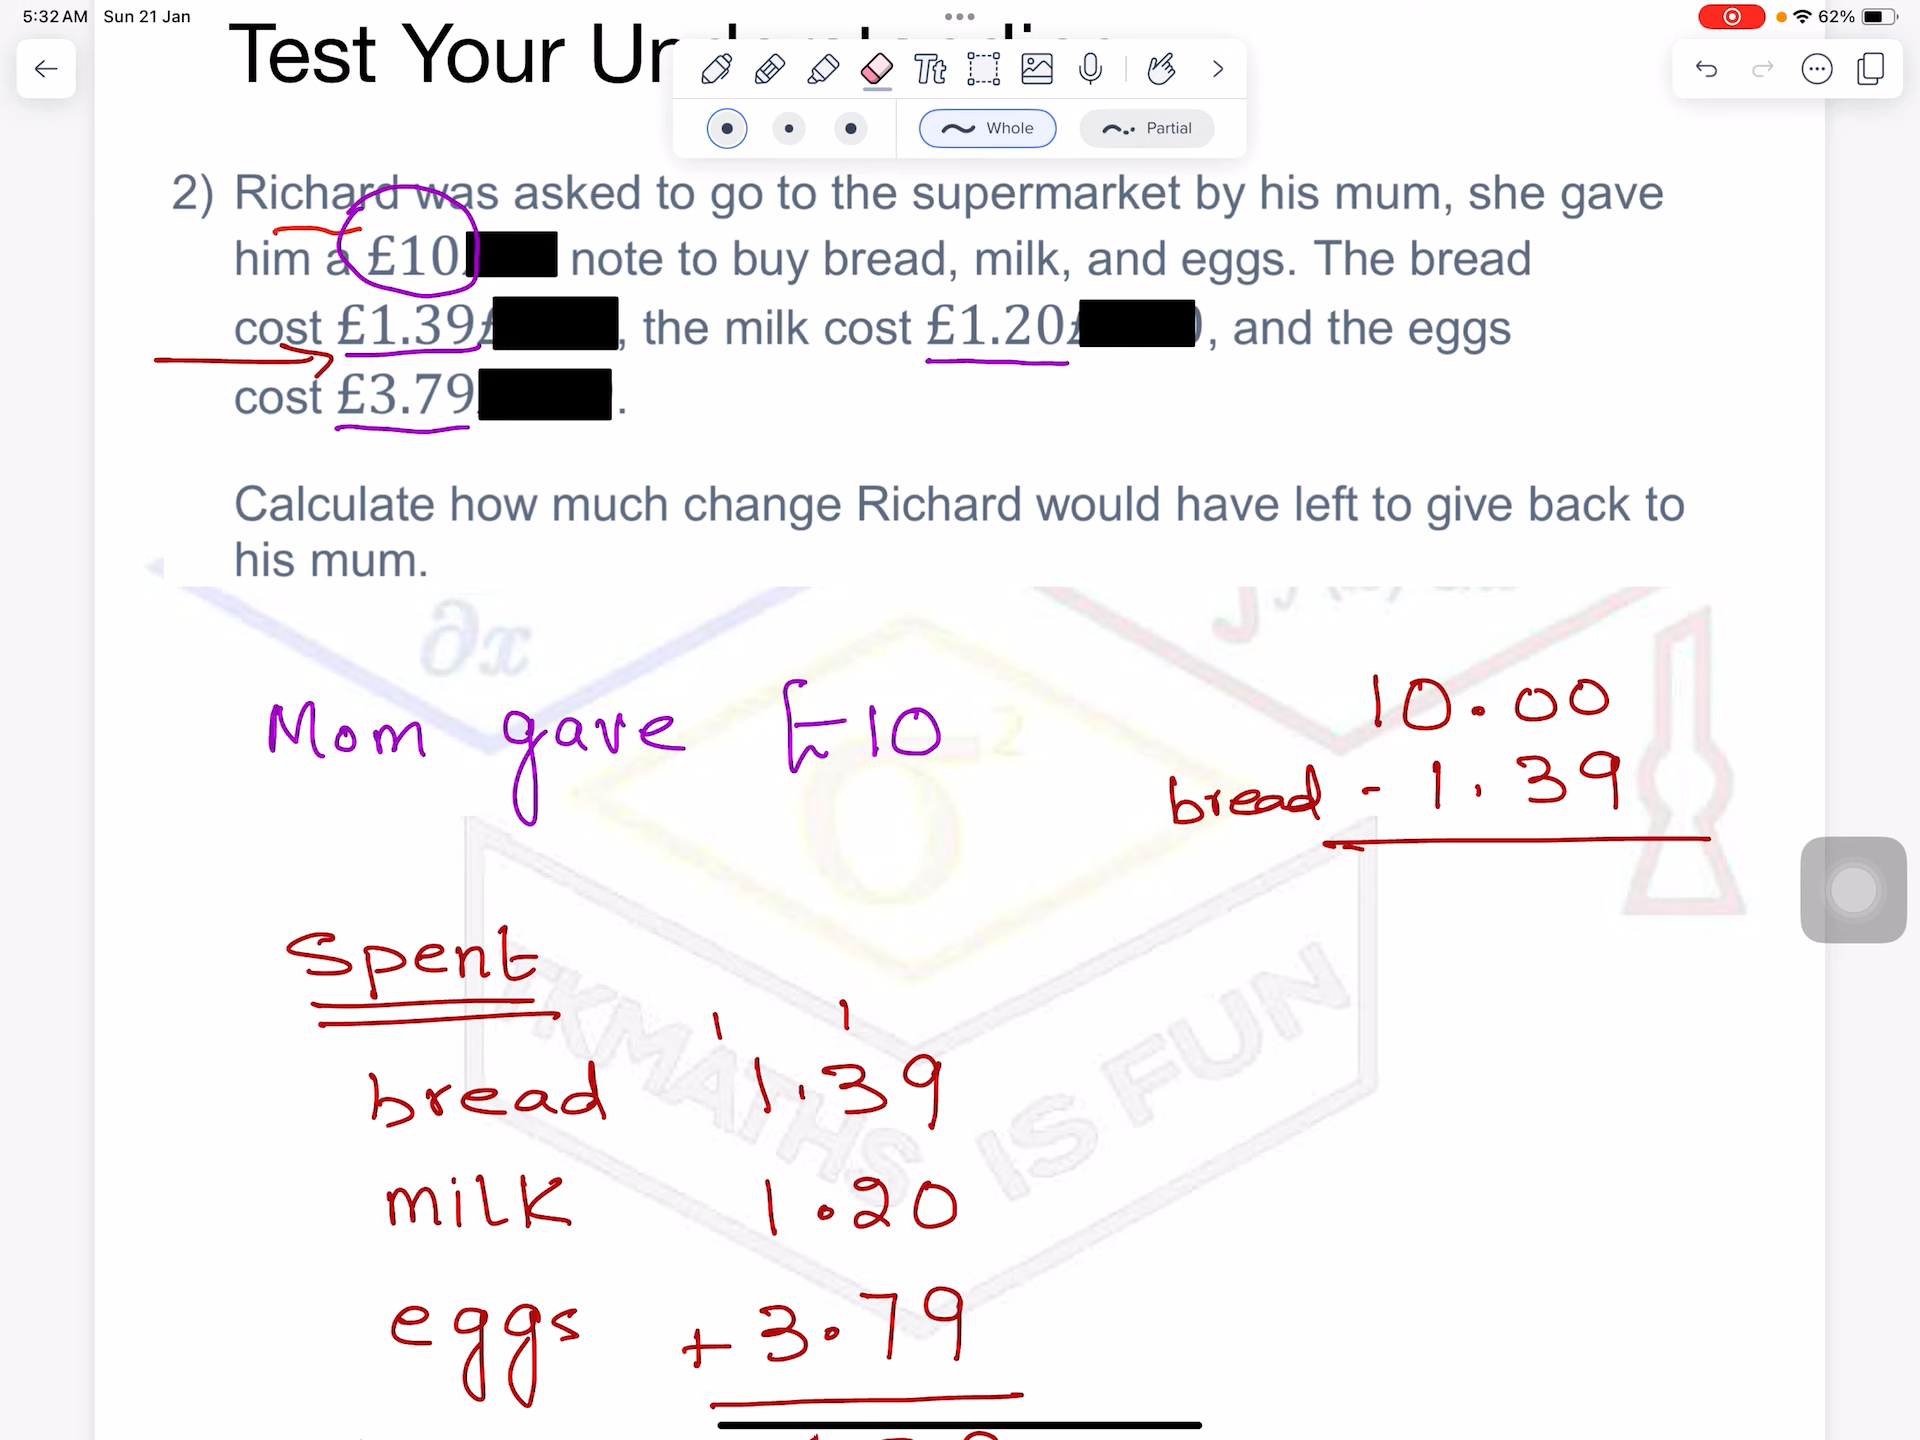 5:32 AM Sun 21 Jan
62%
Test Your
Whole
Partial
2) Richard was asked to go to the supermarket by his mum, she gave
him a £10 note to buy bread, milk, and eggs. The bread
cost £1.39£ , the milk cost £1.20£ , and the eggs
cost £3.79 .
Calculate how much change Richard would have left to give back to
his mum.
∂x
σ²
Mom gave £10
10.00
bread - 1.39
Spent
1 1
bread 1.39
milk 1.20
eggs + 3.79
TKMATHS IS FUN